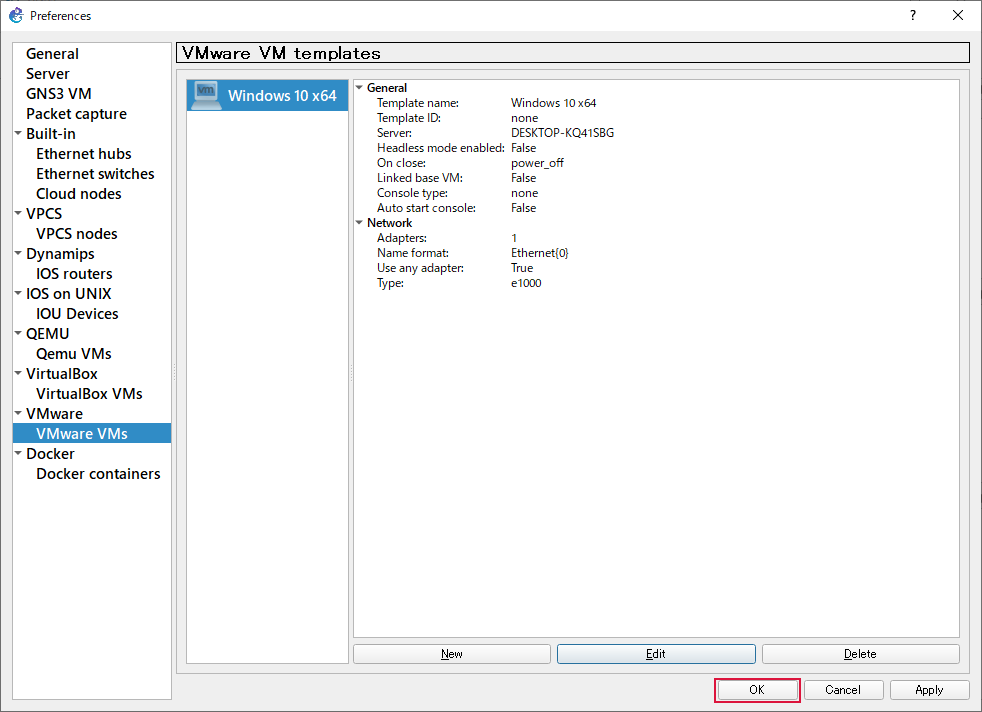 Preferences
?
General
Server
GNS3 VM
Packet capture
Built-in
Ethernet hubs
Ethernet switches
Cloud nodes
VPCS
VPCS nodes
Dynamips
IOS routers
IOS on UNIX
IOU Devices
QEMU
Qemu VMs
VirtualBox
VirtualBox VMs
VMware
VMware VMs
Docker
Docker containers
VMware VM templates
vm
Windows 10 x64
General
Template name: Windows 10 x64
Template ID: none
Server: DESKTOP-KQ41SBG
Headless mode enabled: False
On close: power_off
Linked base VM: False
Console type: none
Auto start console: False
Network
Adapters: 1
Name format: Ethernet{0}
Use any adapter: True
Type: e1000
New Edit Delete
OK Cancel Apply